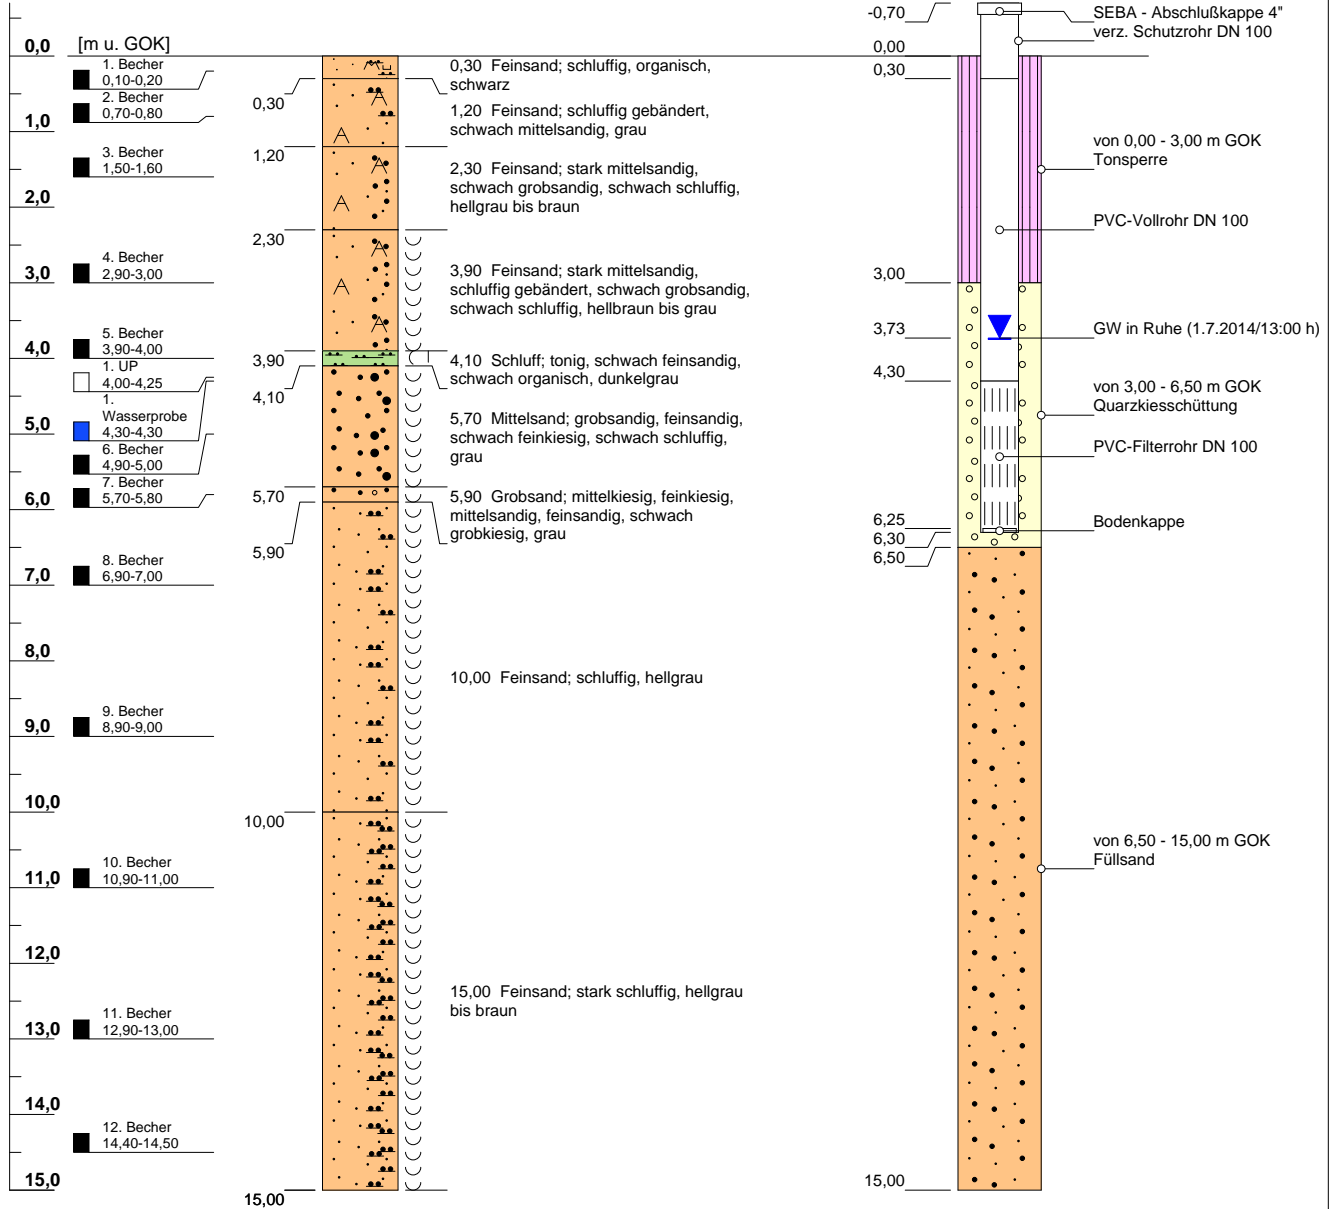 [m u. GOK]
0,0
1,0
2,0
3,0
4,0
5,0
6,0
7,0
8,0
9,0
10,0
11,0
12,0
13,0
14,0
15,0
1. Becher
0,10-0,20
2. Becher
0,70-0,80
3. Becher
1,50-1,60
4. Becher
2,90-3,00
5. Becher
3,90-4,00
1. UP
4,00-4,25
1.
Wasserprobe
4,30-4,30
6. Becher
4,90-5,00
7. Becher
5,70-5,80
8. Becher
6,90-7,00
9. Becher
8,90-9,00
10. Becher
10,90-11,00
11. Becher
12,90-13,00
12. Becher
14,40-14,50
0,30
1,20
2,30
3,90
4,10
5,70
5,90
10,00
15,00
0,30 Feinsand; schluffig, organisch,
schwarz
1,20 Feinsand; schluffig gebändert,
schwach mittelsandig, grau
2,30 Feinsand; stark mittelsandig,
schwach grobsandig, schwach schluffig,
hellgrau bis braun
3,90 Feinsand; stark mittelsandig,
schluffig gebändert, schwach grobsandig,
schwach schluffig, hellbraun bis grau
4,10 Schluff; tonig, schwach feinsandig,
schwach organisch, dunkelgrau
5,70 Mittelsand; grobsandig, feinsandig,
schwach feinkiesig, schwach schluffig,
grau
5,90 Grobsand; mittelkiesig, feinkiesig,
mittelsandig, feinsandig, schwach
grobkiesig, grau
10,00 Feinsand; schluffig, hellgrau
15,00 Feinsand; stark schluffig, hellgrau
bis braun
-0,70
0,00
0,30
3,00
3,73
4,30
6,25
6,30
6,50
15,00
SEBA - Abschlußkappe 4"
verz. Schutzrohr DN 100
von 0,00 - 3,00 m GOK
Tonsperre
PVC-Vollrohr DN 100
GW in Ruhe (1.7.2014/13:00 h)
von 3,00 - 6,50 m GOK
Quarzkiesschüttung
PVC-Filterrohr DN 100
Bodenkappe
von 6,50 - 15,00 m GOK
Füllsand